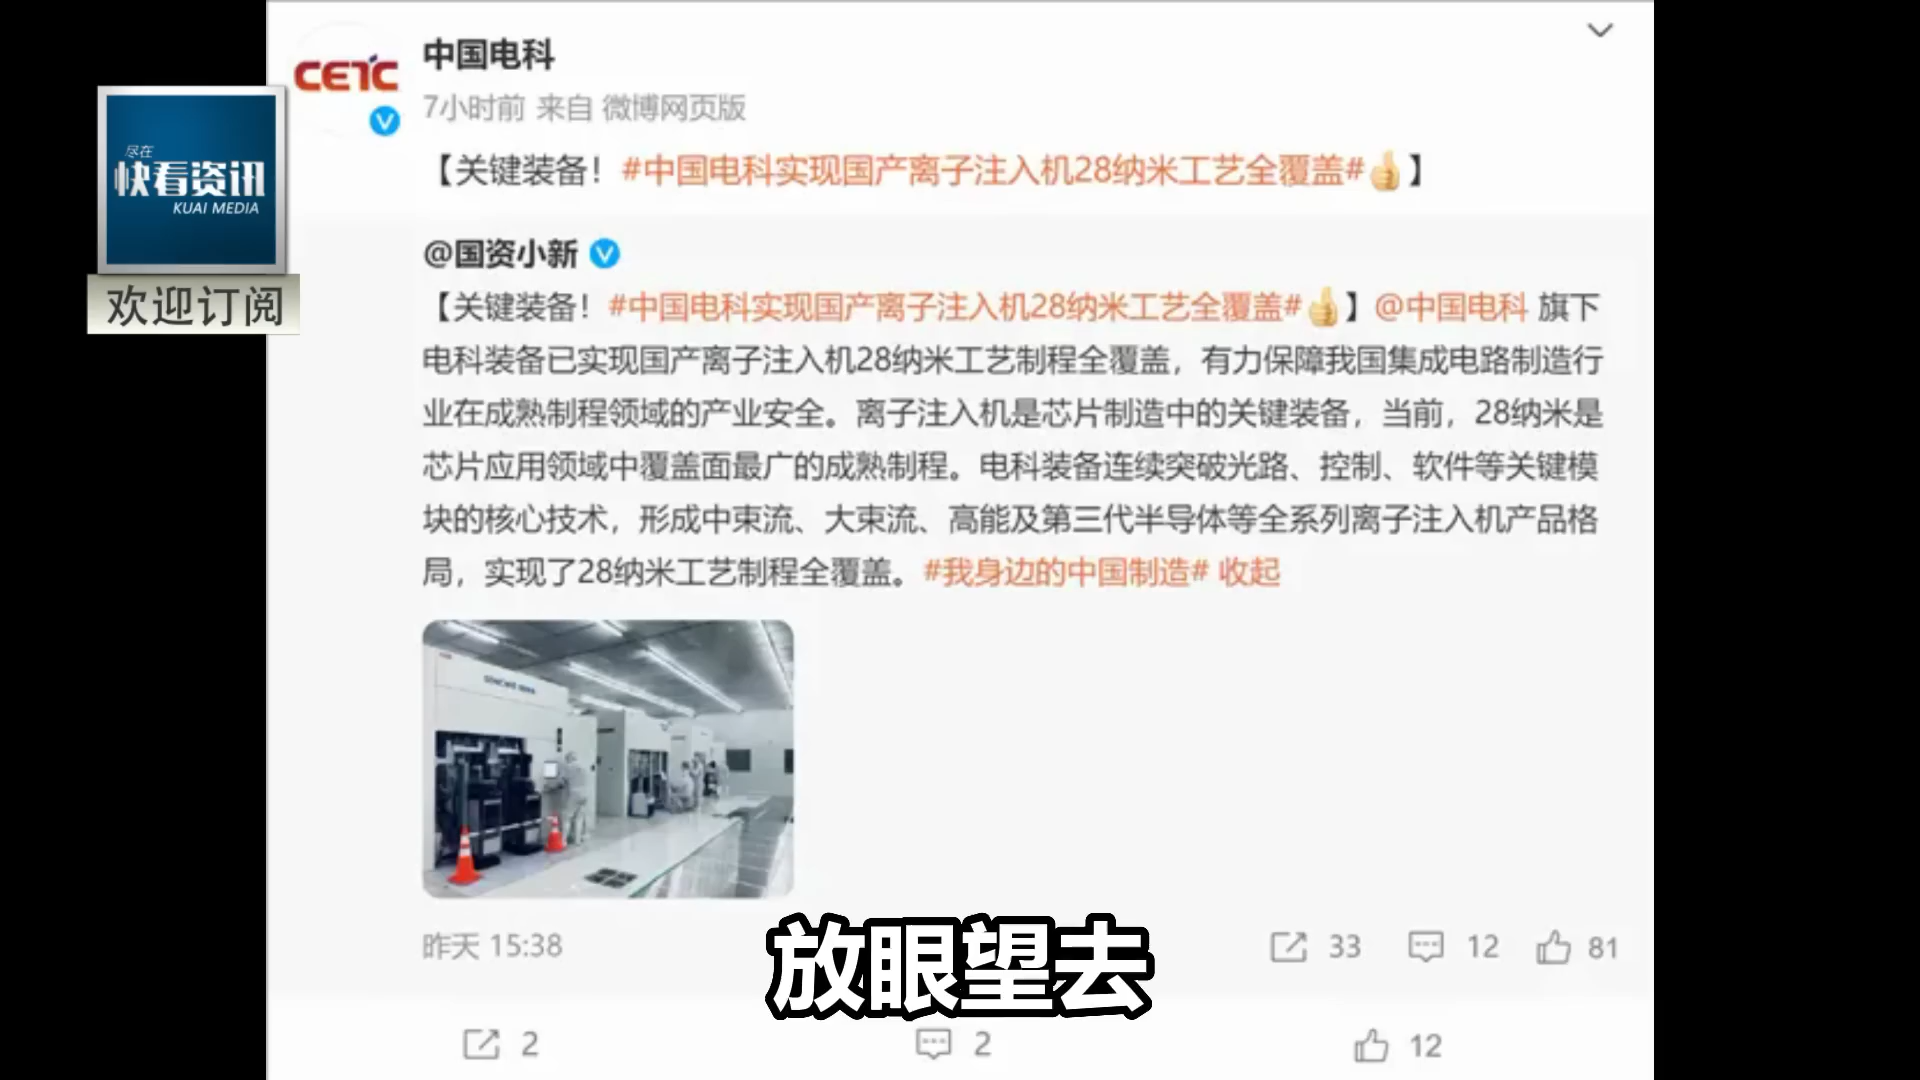 中国电科
CETC
7小时前 来自 微博网页版
【关键装备！#中国电科实现国产离子注入机28纳米工艺全覆盖#👍】
尽在
快看资讯
KUAI MEDIA
欢迎订阅
@国资小新
【关键装备！#中国电科实现国产离子注入机28纳米工艺全覆盖#👍】@中国电科 旗下
电科装备已实现国产离子注入机28纳米工艺制程全覆盖，有力保障我国集成电路制造行
业在成熟制程领域的产业安全。离子注入机是芯片制造中的关键装备，当前，28纳米是
芯片应用领域中覆盖面最广的成熟制程。电科装备连续突破光路、控制、软件等关键模
块的核心技术，形成中束流、大束流、高能及第三代半导体等全系列离子注入机产品格
局，实现了28纳米工艺制程全覆盖。#我身边的中国制造# 收起
昨天 15:38
33 12 81
放眼望去
2 2 12